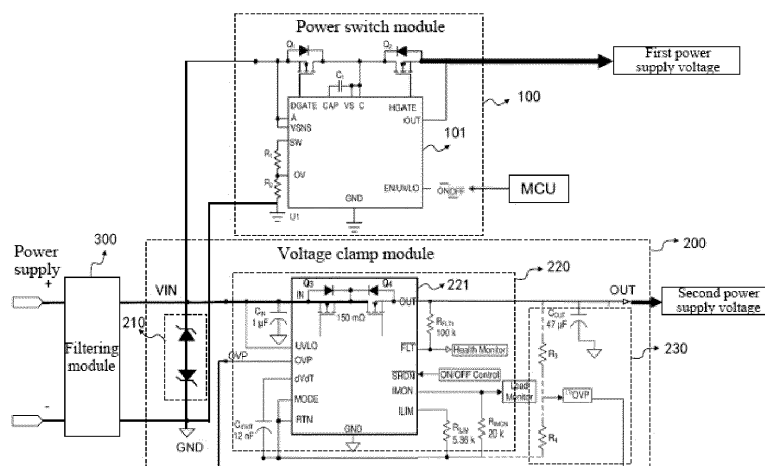 Power switch module
Q1
Q2
First power
supply voltage
C1
DGATE CAP VS C HGATE
A
OUT
VSNS
SW
R1
OV
R2
100
101
EN/UVLO
ON OFF
MCU
GND
U1
Power
supply
+
300
Voltage clamp module
200
VIN
Q3
Q4
221
220
OUT
IN
OUT
Second power
supply voltage
CIN
1 µF
150 mΩ
COUT
47 µF
210
RFLTb
100 k
230
UVLO
FLT
Health Monitor
OVP
OVP
Filtering
module
R3
SHDN
ON/OFF Control
dVdT
IMON
Load
Monitor
OVP
MODE
ILIM
-
RTN
GND
RIMON
20 k
R4
12 nF
5.36 k
GND